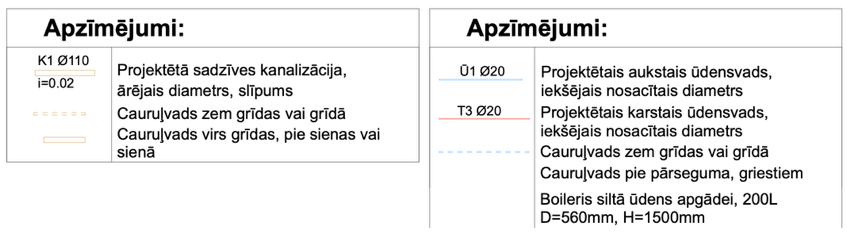 Apzīmējumi:
K1 Ø110
i=0.02
Projektētā sadzīves kanalizācija,
ārējais diametrs, slīpums
Cauruļvads zem grīdas vai grīdā
Cauruļvads virs grīdas, pie sienas vai
sienā
Apzīmējumi:
Ū1 Ø20
Projektētais aukstais ūdensvads,
iekšējais nosacītais diametrs
T3 Ø20
Projektētais karstais ūdensvads,
iekšējais nosacītais diametrs
Cauruļvads zem grīdas vai grīdā
Cauruļvads pie pārseguma, griestiem
Boileris siltā ūdens apgādei, 200L
D=560mm, H=1500mm